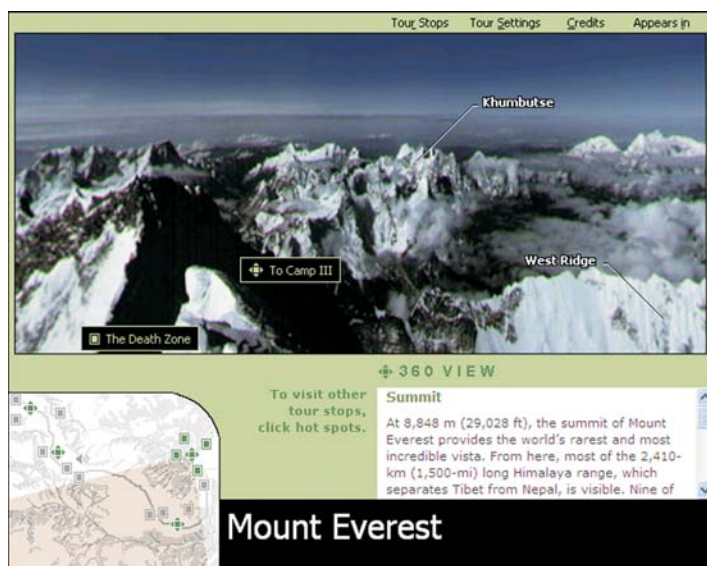 Tour Stops Tour Settings Credits Appears in
Khumbutse
To Camp III
West Ridge
The Death Zone
360 VIEW
To visit other
tour stops,
click hot spots.
Summit
At 8,848 m (29,028 ft), the summit of Mount
Everest provides the world's rarest and most
incredible vista. From here, most of the 2,410-
km (1,500-mi) long Himalaya range, which
separates Tibet from Nepal, is visible. Nine of
Mount Everest